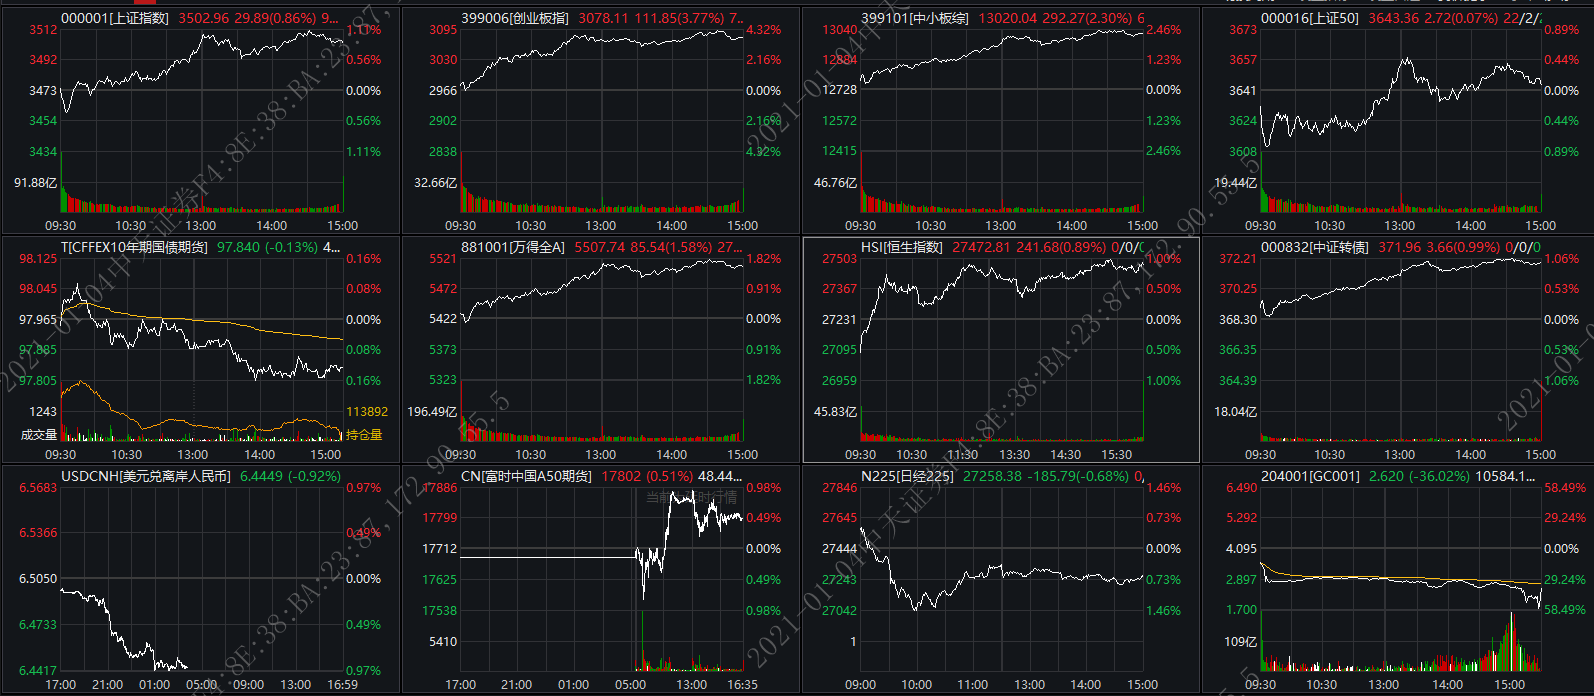 000001[上证指数] 3502.96 29.89(0.86%) 9...
3512 1.11%
3492 0.56%
3473 0.00%
3454 0.56%
3434 1.11%
91.88亿
09:30 10:30 13:00 14:00 15:00
399006[创业板指] 3078.11 111.85(3.77%) 7...
3095 4.32%
3030 2.16%
2966 0.00%
2902 2.16%
2838 4.32%
32.66亿
09:30 10:30 13:00 14:00 15:00
399101[中小板综] 13020.04 292.27(2.30%) 6
13040 2.46%
12884 1.23%
12728 0.00%
12572 1.23%
12415 2.46%
46.76亿
09:30 10:30 13:00 14:00 15:00
000016[上证50] 3643.36 2.72(0.07%) 22/2/2
3673 0.89%
3657 0.44%
3641 0.00%
3624 0.44%
3608 0.89%
19.44亿
09:30 10:30 13:00 14:00 15:00
T[CFFEX10年期国债期货] 97.840 (-0.13%) 4...
98.125 0.16%
98.045 0.08%
97.965 0.00%
97.885 0.08%
97.805 0.16%
1243 113892
成交量 持仓量
09:30 10:30 13:00 14:00 15:00
881001[万得全A] 5507.74 85.54(1.58%) 27...
5521 1.82%
5472 0.91%
5422 0.00%
5373 0.91%
5323 1.82%
196.49亿
09:30 10:30 13:00 14:00 15:00
HSI[恒生指数] 27472.81 241.68(0.89%) 0/0/0
27503 1.00%
27367 0.50%
27231 0.00%
27095 0.50%
26959 1.00%
45.83亿
09:30 10:30 11:30 13:30 14:30 15:30
000832[中证转债] 371.96 3.66(0.99%) 0/0/0
372.21 1.06%
370.25 0.53%
368.30 0.00%
366.35 0.53%
364.39 1.06%
18.04亿
09:30 10:30 13:00 14:00 15:00
USDCNH[美元兑离岸人民币] 6.4449 (-0.92%)
6.5683 0.97%
6.5366 0.49%
6.5050 0.00%
6.4733 0.49%
6.4417 0.97%
17:00 21:00 01:00 05:00 09:00 13:00 16:59
CN[富时中国A50期货] 17802 (0.51%) 48.44...
17886 0.98%
17799 0.49%
17712 0.00%
17625 0.49%
17538 0.98%
5410
17:00 21:00 01:00 05:00 13:00 16:35
N225[日经225] 27258.38 -185.79(-0.68%) 0,
27846 1.46%
27645 0.73%
27444 0.00%
27243 0.73%
27042 1.46%
1
09:00 10:00 11:00 13:00 14:00 15:00
204001[GC001] 2.620 (-36.02%) 10584.1...
6.490 58.49%
5.292 29.24%
4.095 0.00%
2.897 29.24%
1.700 58.49%
109亿
09:30 10:30 13:00 14:00 15:00